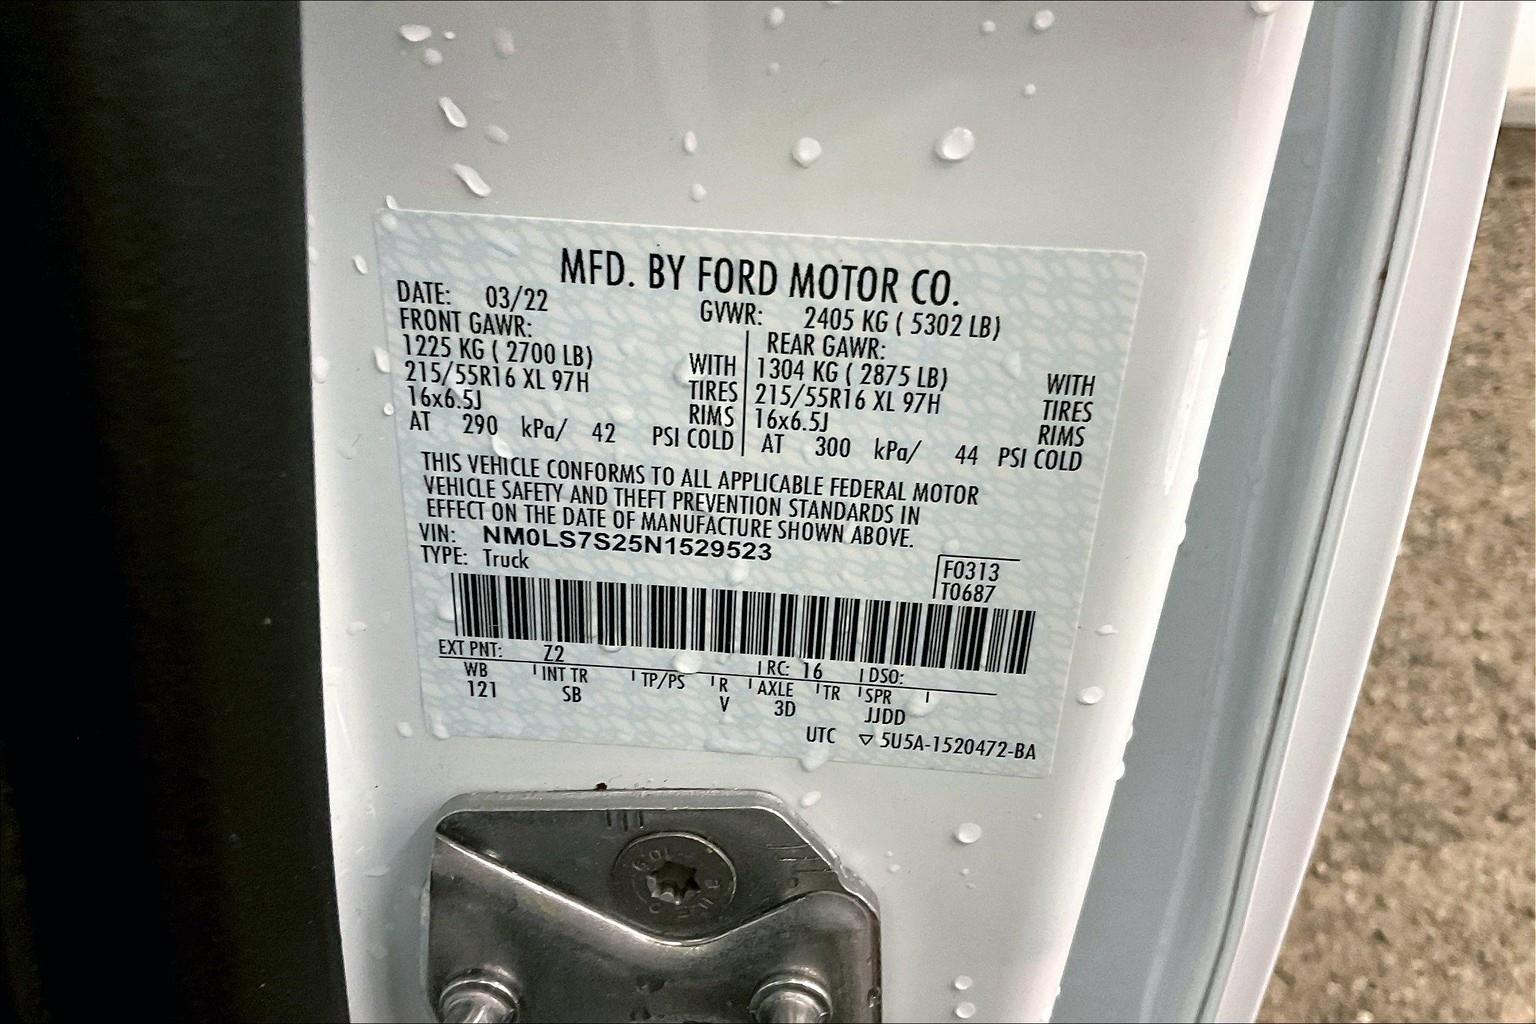 MFD. BY FORD MOTOR CO.
DATE: 03/22 GVWR: 2405 KG ( 5302 LB)
FRONT GAWR: REAR GAWR:
1225 KG ( 2700 LB) WITH 1304 KG ( 2875 LB) WITH
215/55R16 XL 97H TIRES 215/55R16 XL 97H TIRES
16x6.5J RIMS 16x6.5J RIMS
AT 290 kPa/ 42 PSI COLD AT 300 kPa/ 44 PSI COLD
THIS VEHICLE CONFORMS TO ALL APPLICABLE FEDERAL MOTOR
VEHICLE SAFETY AND THEFT PREVENTION STANDARDS IN
EFFECT ON THE DATE OF MANUFACTURE SHOWN ABOVE.
VIN: NM0LS7S25N1529523
TYPE: Truck
F0313
T0687
EXT PNT: Z2 RC: 16 DSO:
WB INT TR TP/PS R AXLE TR SPR
121 SB V 3D JJDD
UTC ▽ 5U5A-1520472-BA